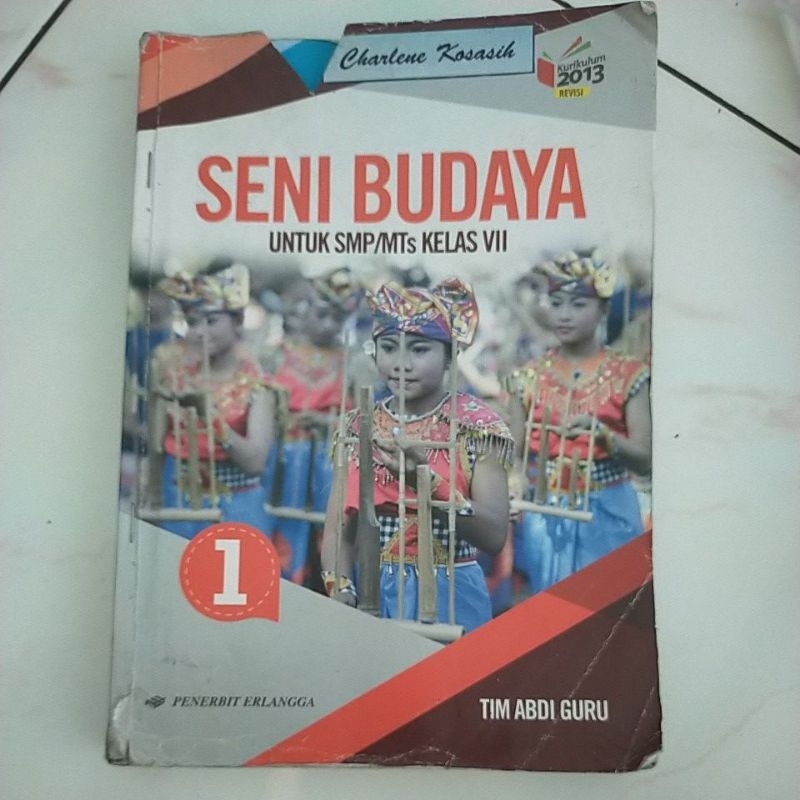 Charlene Kosasih
Kurikulum
2013
REVISI
SENI BUDAYA
UNTUK SMP/MTs KELAS VII
1
PENERBIT ERLANGGA
TIM ABDI GURU